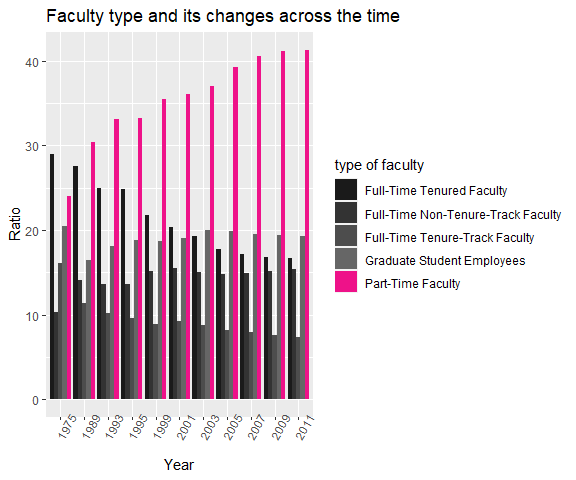 Faculty type and its changes across the time
40
30
20
10
0
Ratio
1975
1989
1993
1995
1999
2001
2003
2005
2007
2009
2011
Year
type of faculty
Full-Time Tenured Faculty
Full-Time Non-Tenure-Track Faculty
Full-Time Tenure-Track Faculty
Graduate Student Employees
Part-Time Faculty